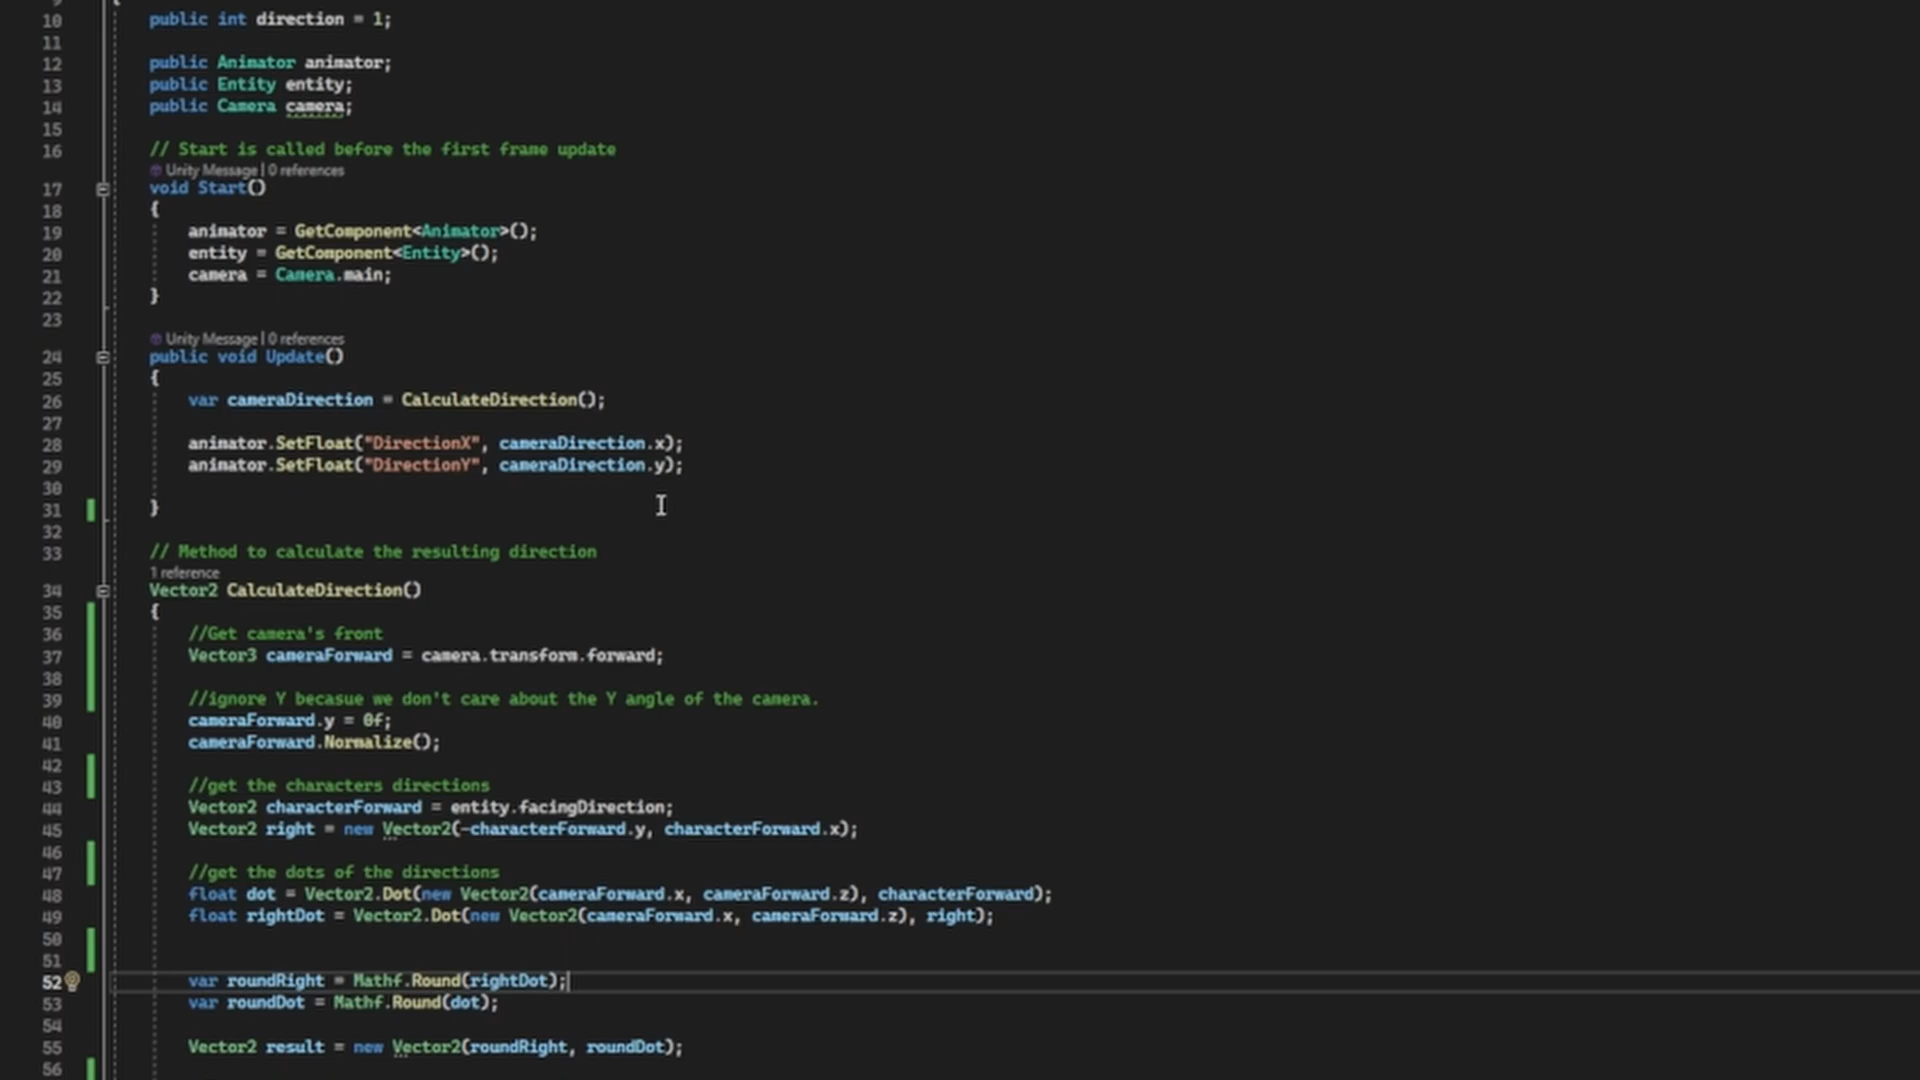 10 public int direction = 1;
11
12 public Animator animator;
13 public Entity entity;
14 public Camera camera;
15
16 // Start is called before the first frame update
Unity Message | 0 references
17 void Start()
18 {
19 animator = GetComponent<Animator>();
20 entity = GetComponent<Entity>();
21 camera = Camera.main;
22 }
23
Unity Message | 0 references
24 public void Update()
25 {
26 var cameraDirection = CalculateDirection();
27
28 animator.SetFloat("DirectionX", cameraDirection.x);
29 animator.SetFloat("DirectionY", cameraDirection.y);
30
31 }
32
33 // Method to calculate the resulting direction
1 reference
34 Vector2 CalculateDirection()
35 {
36 //Get camera's front
37 Vector3 cameraForward = camera.transform.forward;
38
39 //ignore Y becasue we don't care about the Y angle of the camera.
40 cameraForward.y = 0f;
41 cameraForward.Normalize();
42
43 //get the characters directions
44 Vector2 characterForward = entity.facingDirection;
45 Vector2 right = new Vector2(-characterForward.y, characterForward.x);
46
47 //get the dots of the directions
48 float dot = Vector2.Dot(new Vector2(cameraForward.x, cameraForward.z), characterForward);
49 float rightDot = Vector2.Dot(new Vector2(cameraForward.x, cameraForward.z), right);
50
51
52 var roundRight = Mathf.Round(rightDot);
53 var roundDot = Mathf.Round(dot);
54
55 Vector2 result = new Vector2(roundRight, roundDot);
56